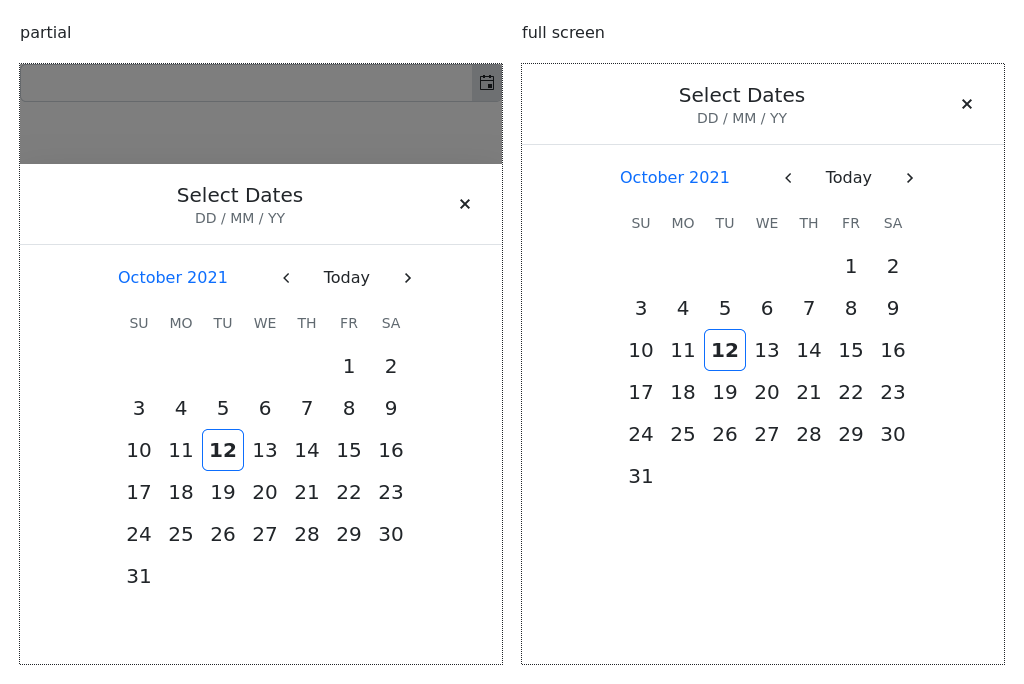 partial
Select Dates
DD / MM / YY
October 2021 Today
SU MO TU WE TH FR SA
1 2
3 4 5 6 7 8 9
10 11 12 13 14 15 16
17 18 19 20 21 22 23
24 25 26 27 28 29 30
31
full screen
Select Dates
DD / MM / YY
October 2021 Today
SU MO TU WE TH FR SA
1 2
3 4 5 6 7 8 9
10 11 12 13 14 15 16
17 18 19 20 21 22 23
24 25 26 27 28 29 30
31